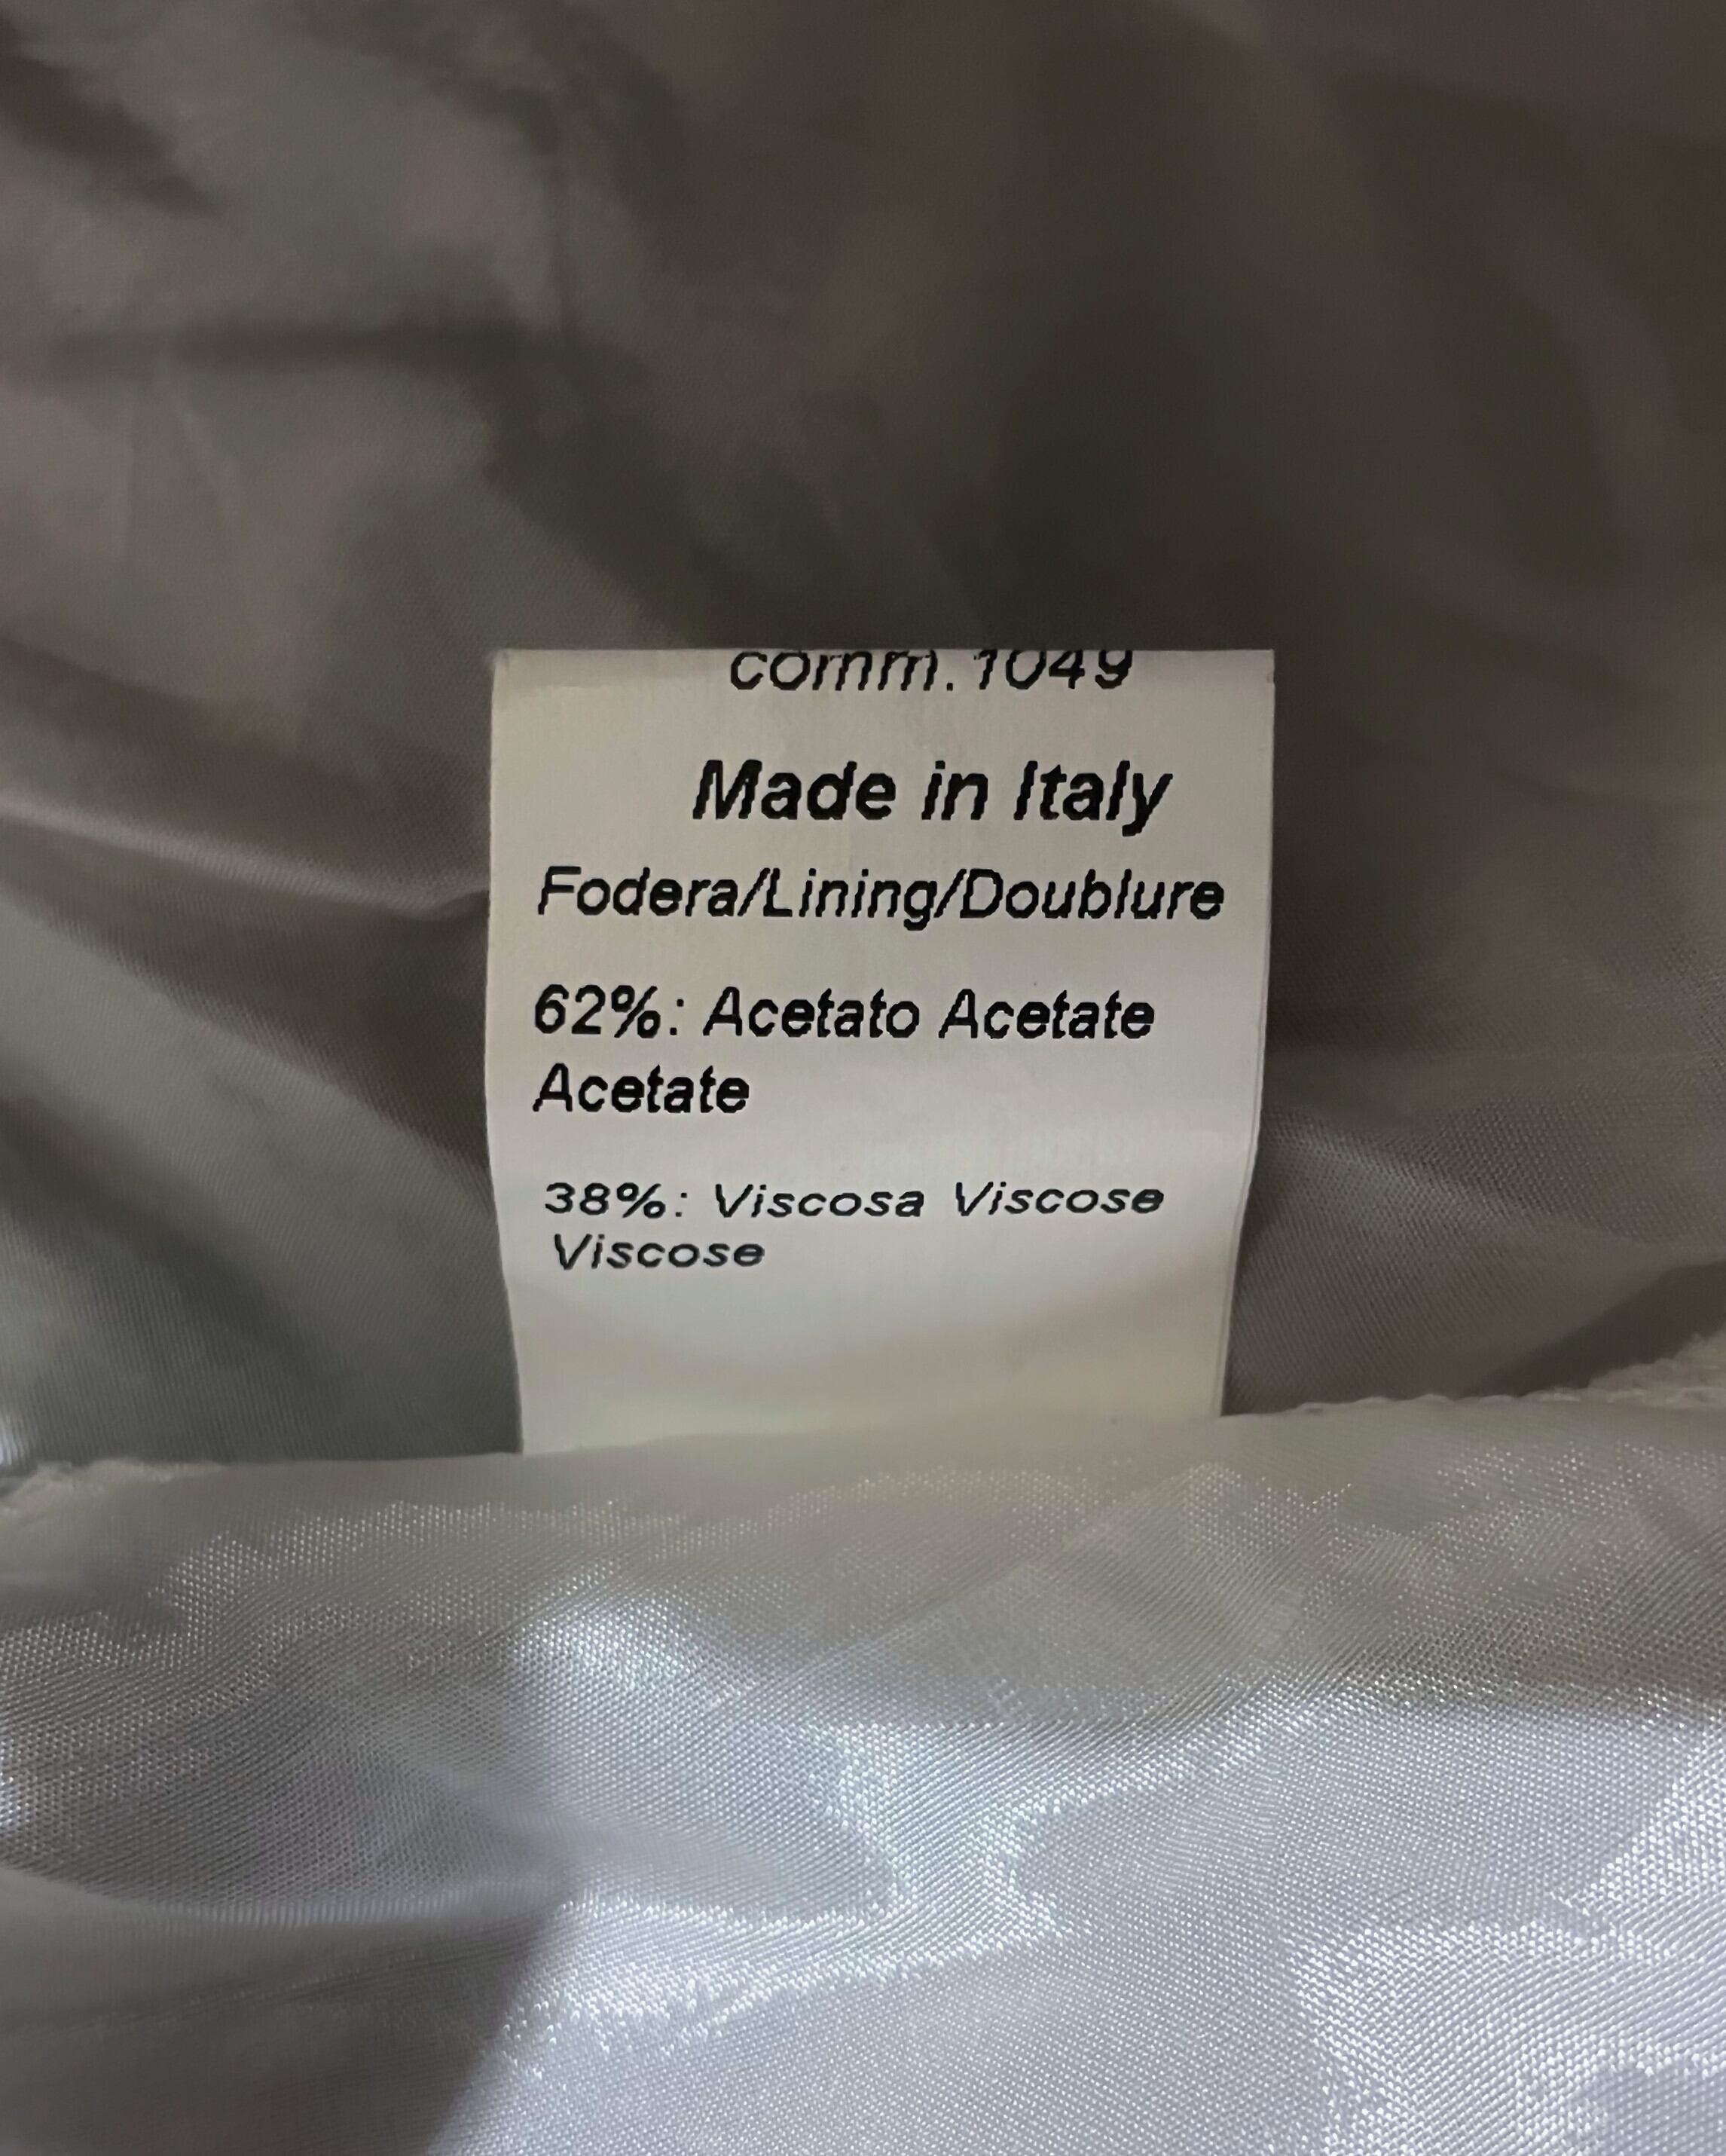 comm.1049
Made in Italy
Fodera/Lining/Doublure
62%: Acetato Acetate
Acetate
38%: Viscosa Viscose
Viscose